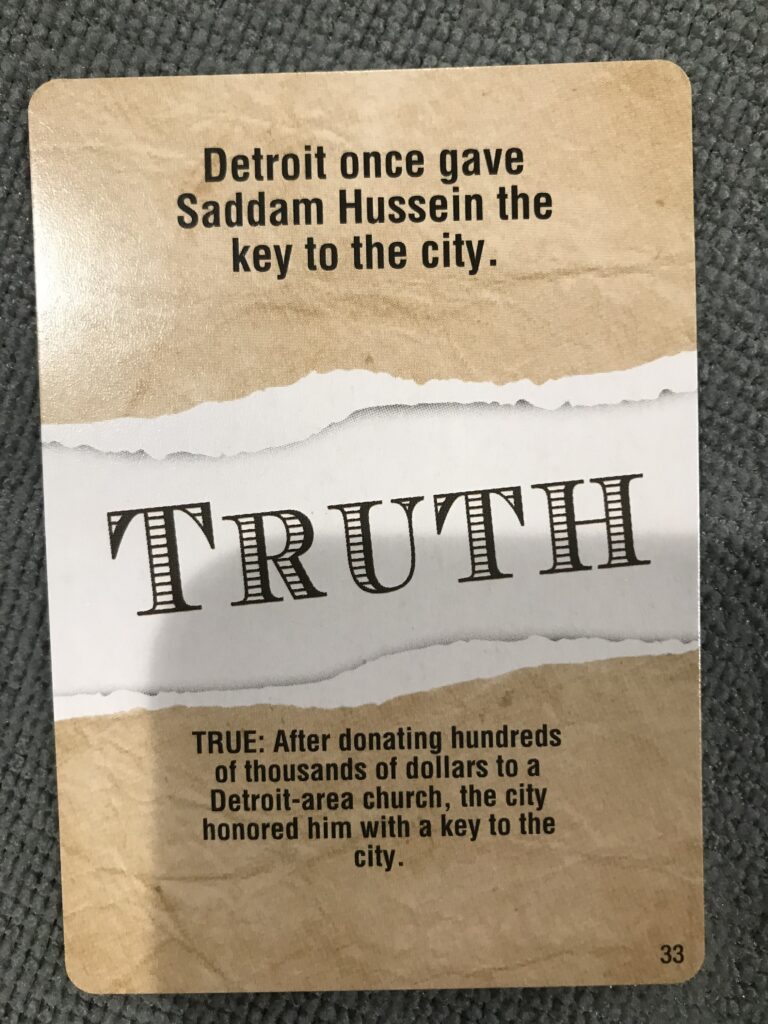 Detroit once gave
Saddam Hussein the
key to the city.
TRUTH
TRUE: After donating hundreds
of thousands of dollars to a
Detroit-area church, the city
honored him with a key to the
city.
33